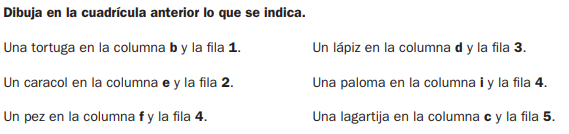 Dibuja en la cuadrícula anterior lo que se indica.
Una tortuga en la columna b y la fila 1.
Un lápiz en la columna d y la fila 3.
Un caracol en la columna e y la fila 2.
Una paloma en la columna i y la fila 4.
Un pez en la columna f y la fila 4.
Una lagartija en la columna c y la fila 5.